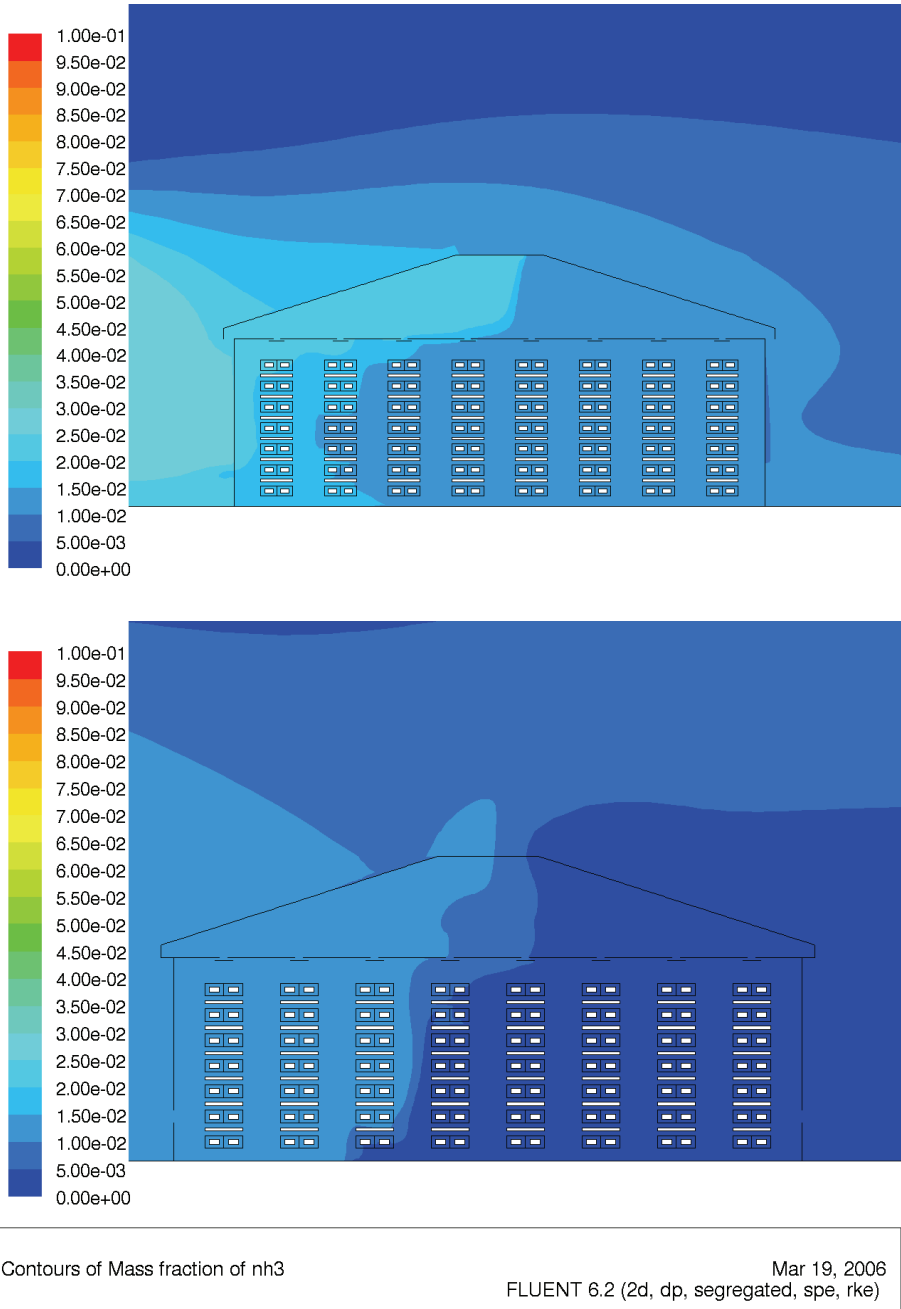 1.00e-01
9.50e-02
9.00e-02
8.50e-02
8.00e-02
7.50e-02
7.00e-02
6.50e-02
6.00e-02
5.50e-02
5.00e-02
4.50e-02
4.00e-02
3.50e-02
3.00e-02
2.50e-02
2.00e-02
1.50e-02
1.00e-02
5.00e-03
0.00e+00
1.00e-01
9.50e-02
9.00e-02
8.50e-02
8.00e-02
7.50e-02
7.00e-02
6.50e-02
6.00e-02
5.50e-02
5.00e-02
4.50e-02
4.00e-02
3.50e-02
3.00e-02
2.50e-02
2.00e-02
1.50e-02
1.00e-02
5.00e-03
0.00e+00
Contours of Mass fraction of nh3
Mar 19, 2006
FLUENT 6.2 (2d, dp, segregated, spe, rke)